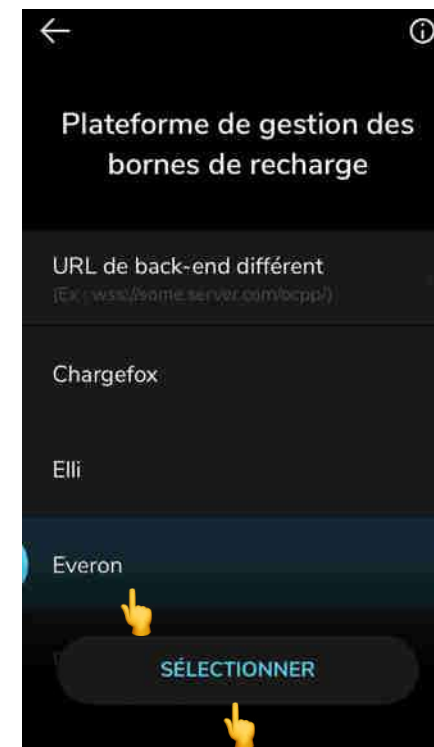 Plateforme de gestion des
bornes de recharge
URL de back-end différent
(Ex : wss://some.server.com/ocpp/)
Chargefox
Elli
Everon
SÉLECTIONNER